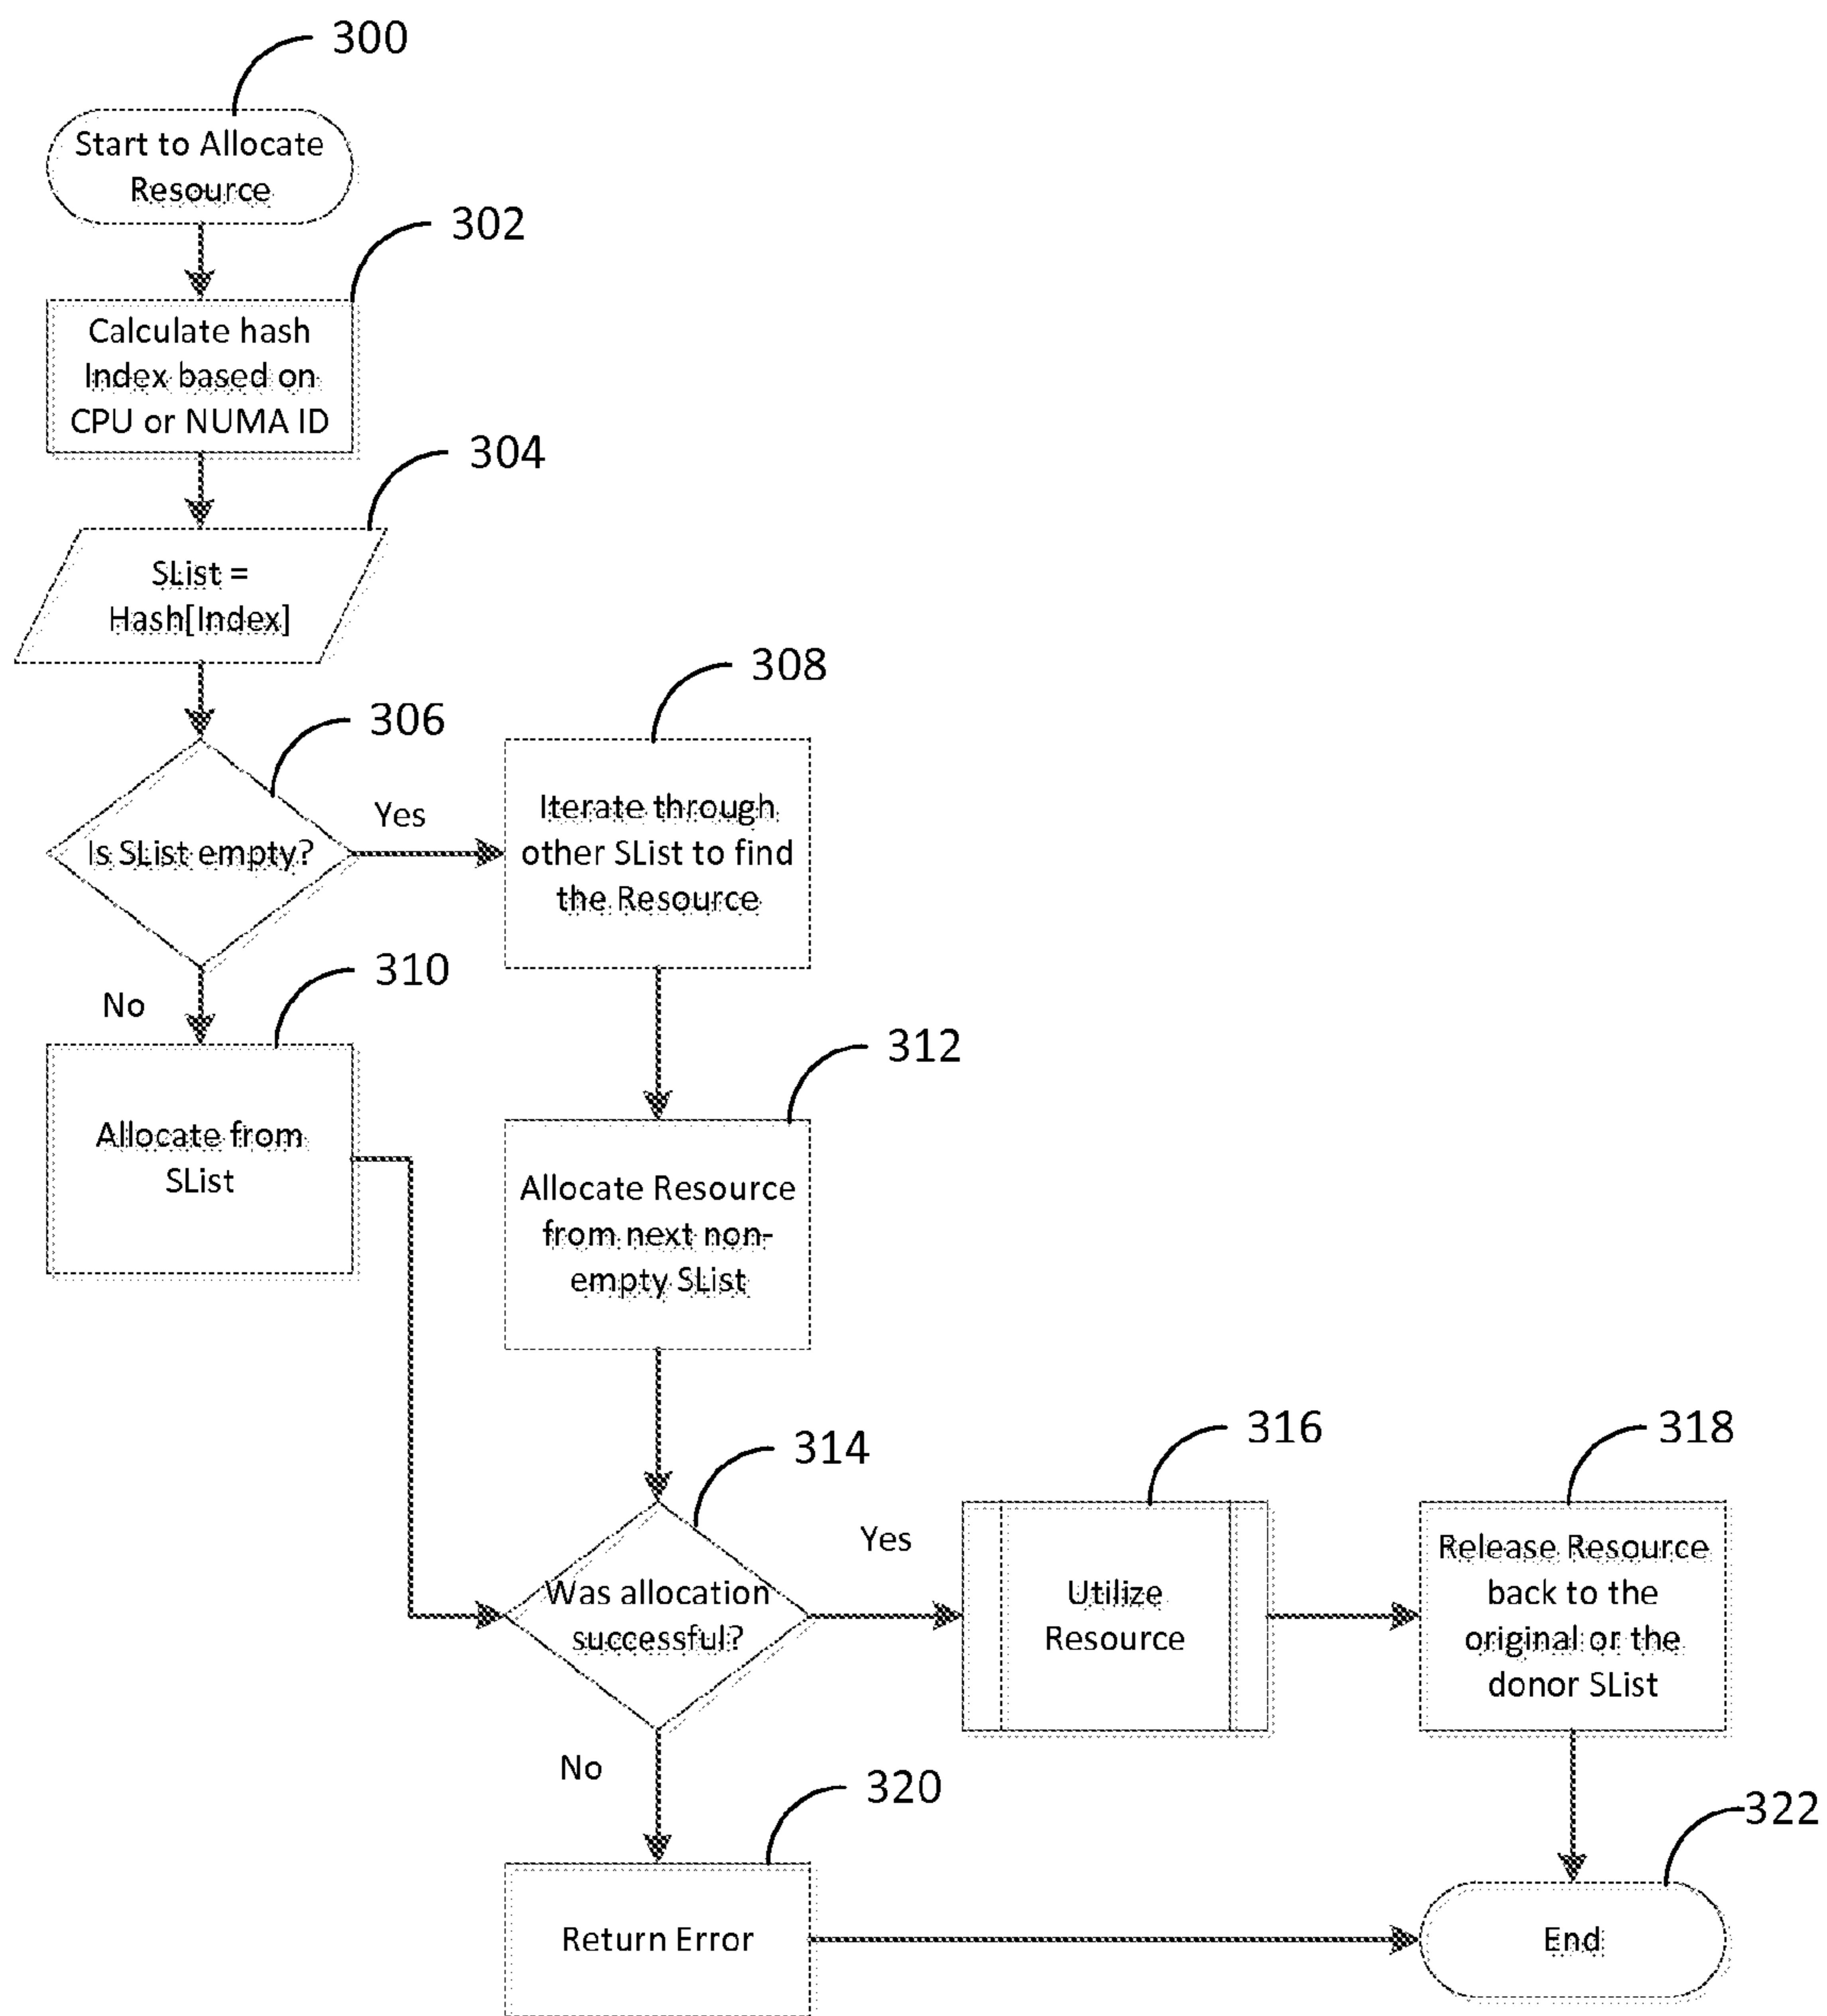 300
Start to Allocate
Resource
302
Calculate hash
Index based on
CPU or NUMA ID
304
SList =
Hash[Index]
306
Is SList empty?
Yes
No
308
Iterate through
other SList to find
the Resource
310
Allocate from
SList
312
Allocate Resource
from next non-
empty SList
314
Was allocation
successful?
Yes
No
316
Utilize
Resource
318
Release Resource
back to the
original or the
donor SList
320
Return Error
322
End